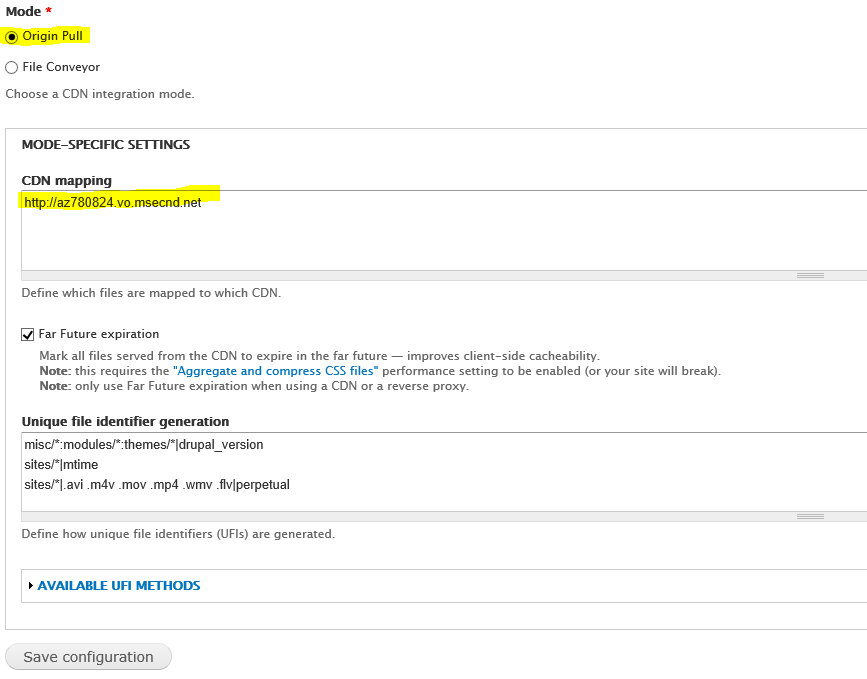 Mode *
Origin Pull
File Conveyor
Choose a CDN integration mode.
MODE-SPECIFIC SETTINGS
CDN mapping
http://az780824.vo.msecnd.net
Define which files are mapped to which CDN.
Far Future expiration
Mark all files served from the CDN to expire in the far future — improves client-side cacheability.
Note: this requires the "Aggregate and compress CSS files" performance setting to be enabled (or your site will break).
Note: only use Far Future expiration when using a CDN or a reverse proxy.
Unique file identifier generation
misc/*:modules/*:themes/*|drupal_version
sites/*|mtime
sites/*|.avi .m4v .mov .mp4 .wmv .flv|perpetual
Define how unique file identifiers (UFIs) are generated.
AVAILABLE UFI METHODS
Save configuration